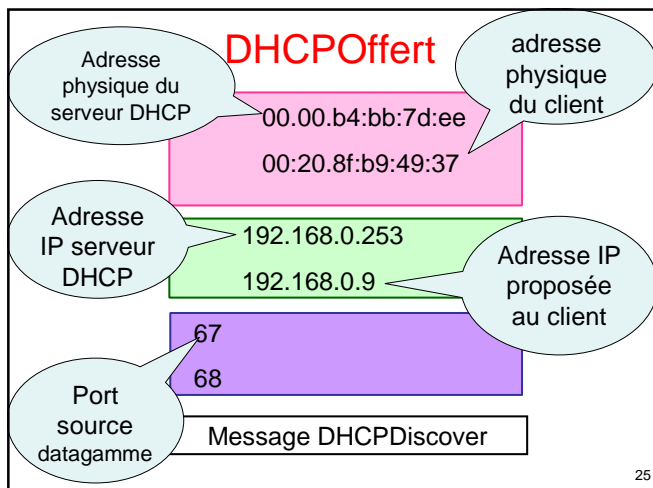 DHCPOffert
Adresse
physique du
serveur DHCP
adresse
physique
du client
00.00.b4:bb:7d:ee
00:20.8f:b9:49:37
Adresse
IP serveur
DHCP
192.168.0.253
192.168.0.9
Adresse IP
proposée
au client
67
68
Port
source
datagamme
Message DHCPDiscover
25